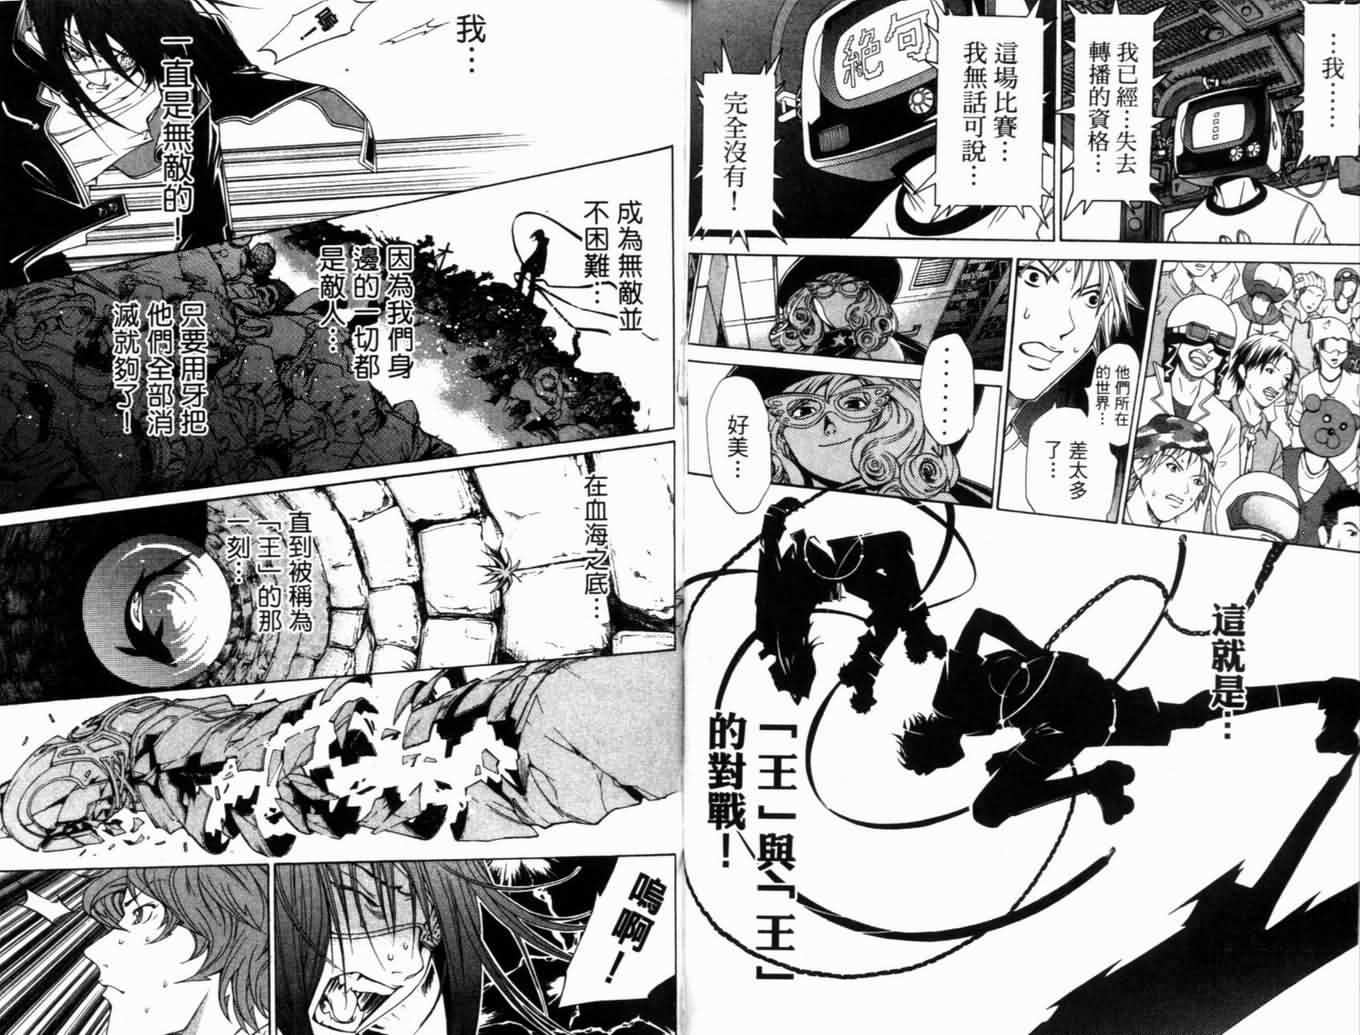 …我……
我已經…失去
轉播的資格…
這場比賽…
我無話可說…
絕句
完全沒有！
他們所在
的世界…
差太多
了…
………
好美…
這就是…
「王」與「王」
的對戰！
我…
嗚！
一直是無敵的！
成為無敵並
不困難…
因為我們身
邊的一切都
是敵人…
只要用牙把
他們全部消
滅就夠了！
在血海之底…
直到被稱為
「王」的那
一刻…
嗚啊！